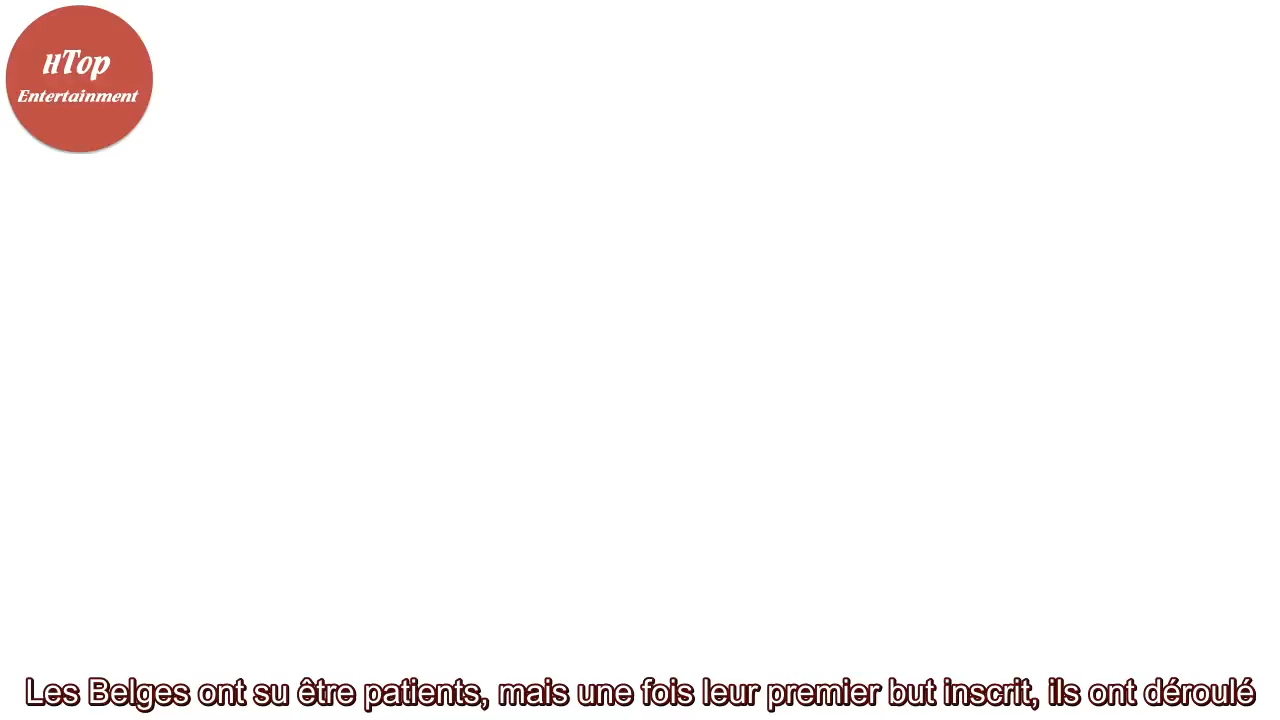 HTop
Entertainment
Les Belges ont su être patients, mais une fois leur premier but inscrit, ils ont déroulé